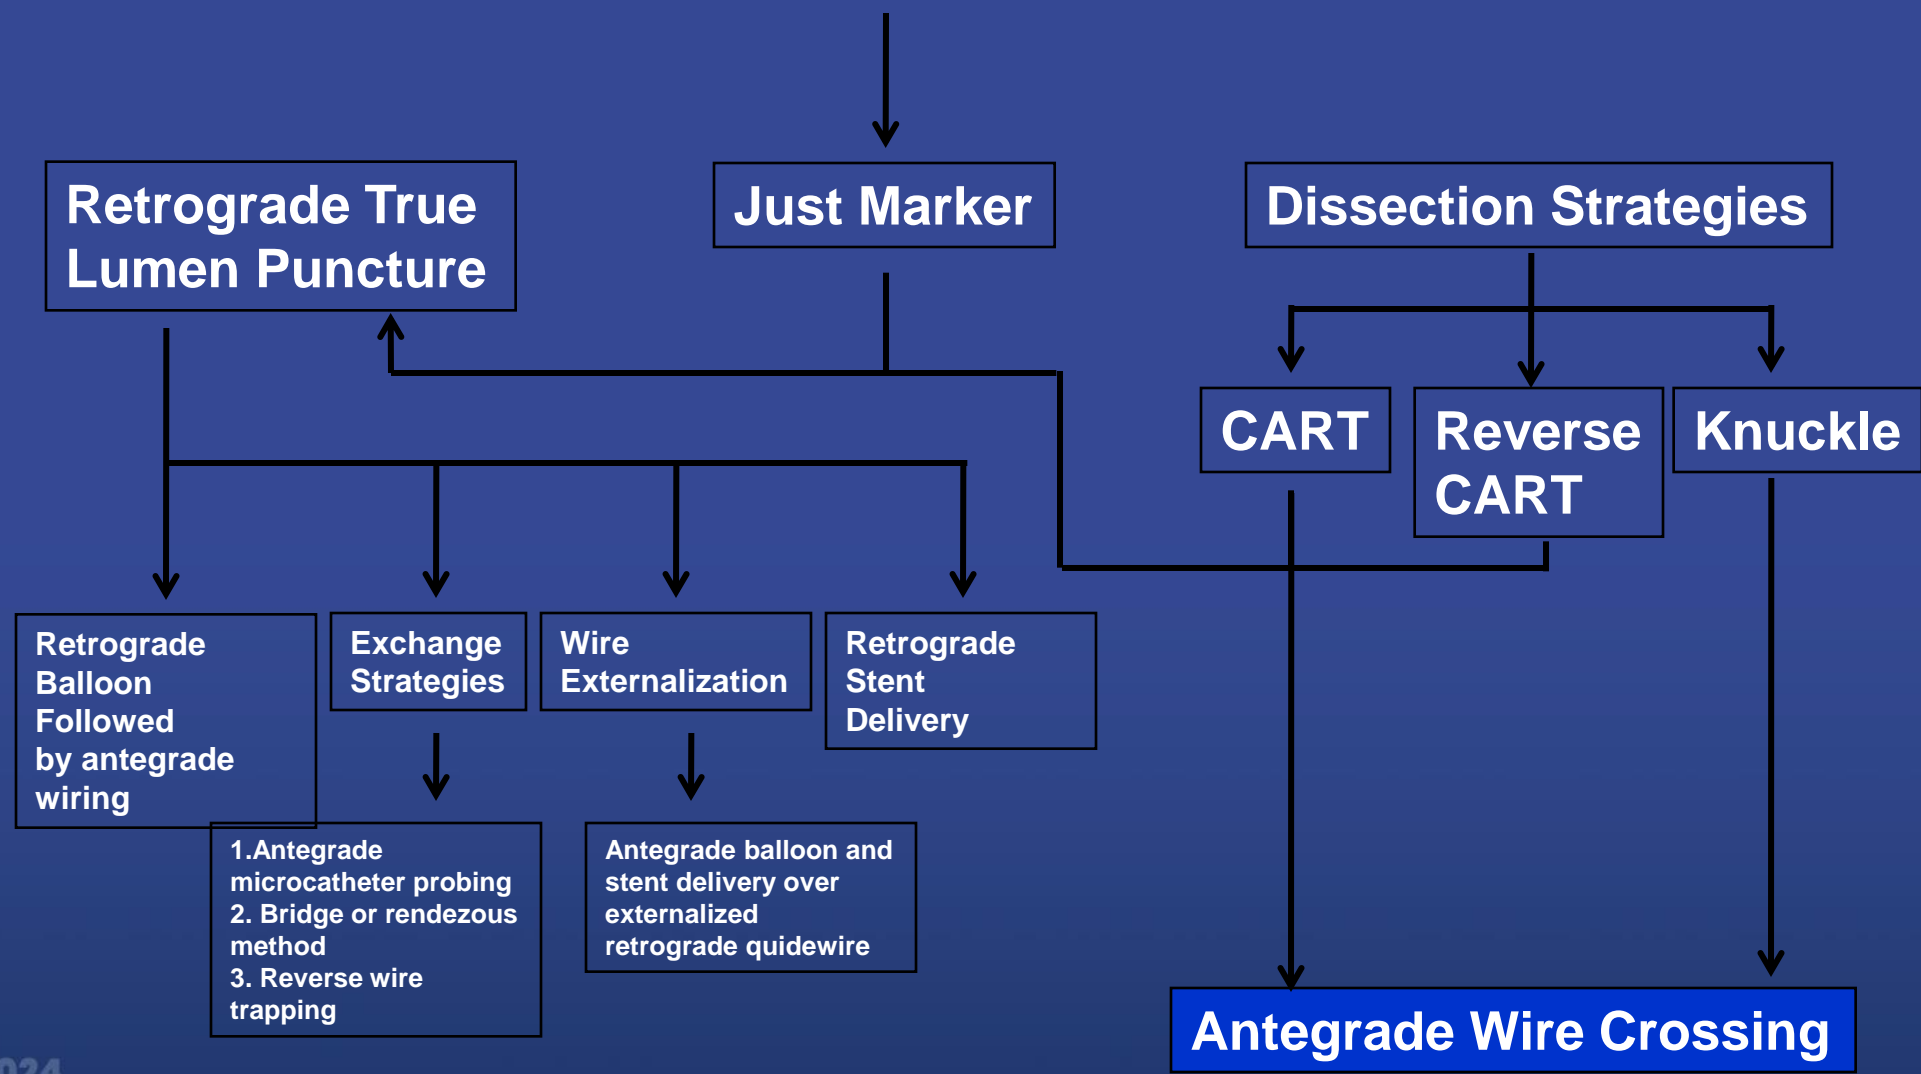 Retrograde True
Lumen Puncture
Just Marker
Dissection Strategies
CART
Reverse
CART
Knuckle
Retrograde
Balloon
Followed
by antegrade
wiring
Exchange
Strategies
Wire
Externalization
Retrograde
Stent
Delivery
1.Antegrade
microcatheter probing
2. Bridge or rendezous
method
3. Reverse wire
trapping
Antegrade balloon and
stent delivery over
externalized
retrograde quidewire
Antegrade Wire Crossing